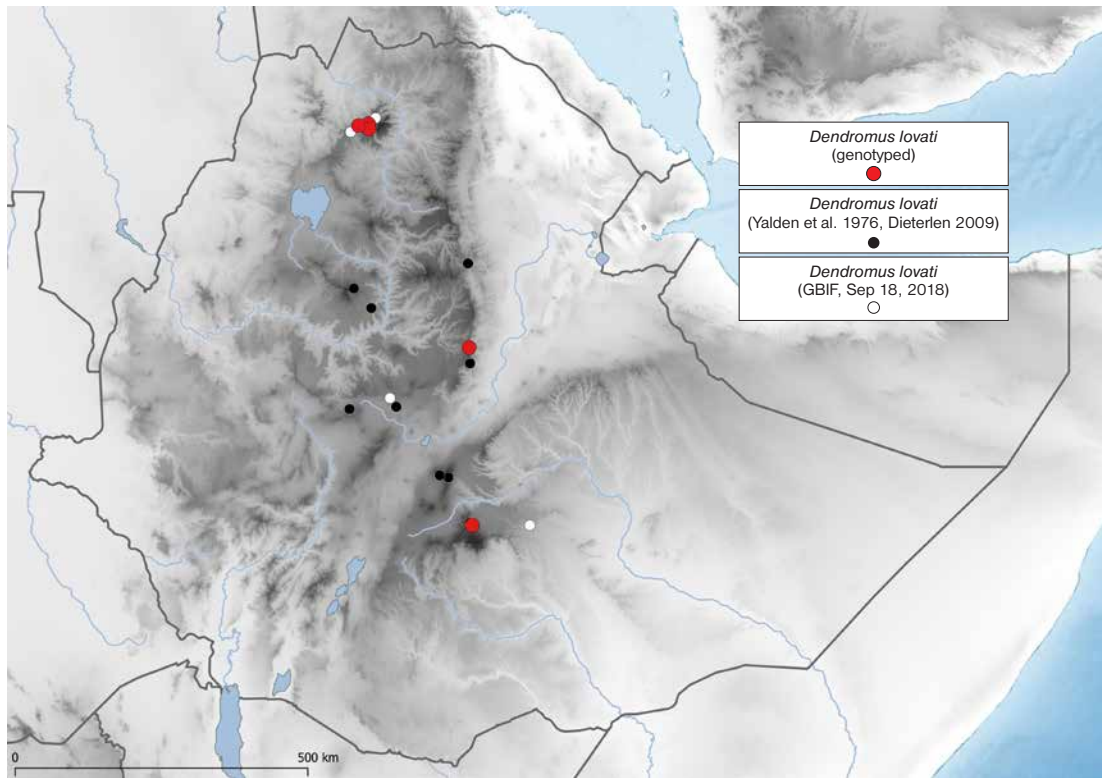 Dendromus lovati
(genotyped)
Dendromus lovati
(Yalden et al. 1976, Dieterlen 2009)
Dendromus lovati
(GBIF, Sep 18, 2018)
0 500 km